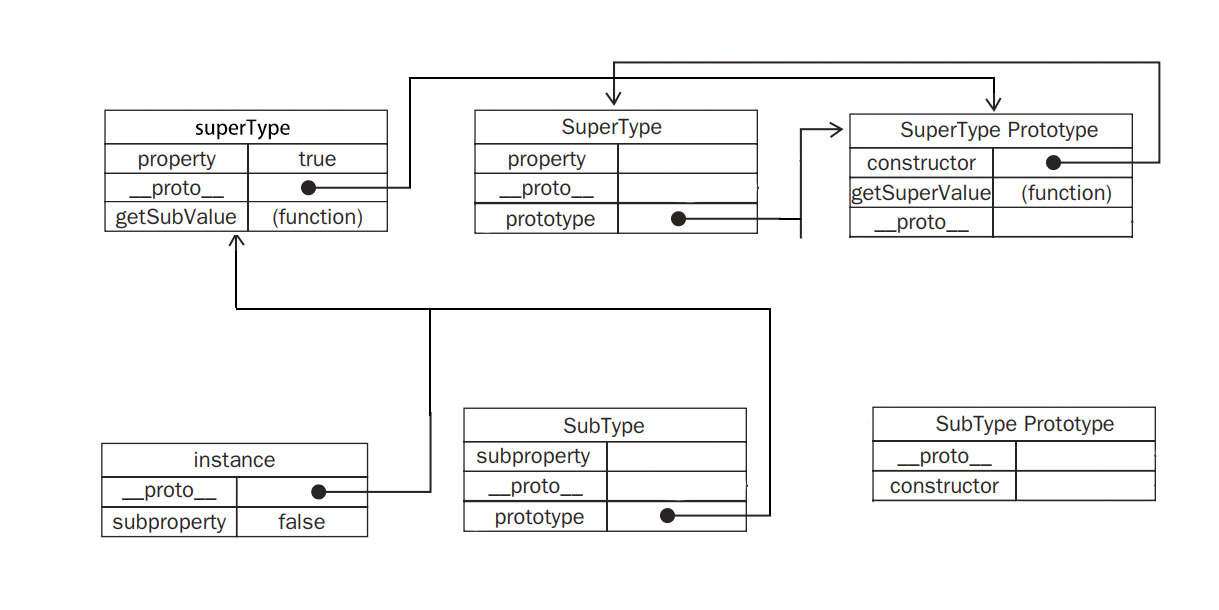 superType
property true
__proto__
getSubValue (function)
SuperType
property
__proto__
prototype
SuperType Prototype
constructor
getSuperValue (function)
__proto__
instance
__proto__
subproperty false
SubType
subproperty
__proto__
prototype
SubType Prototype
__proto__
constructor